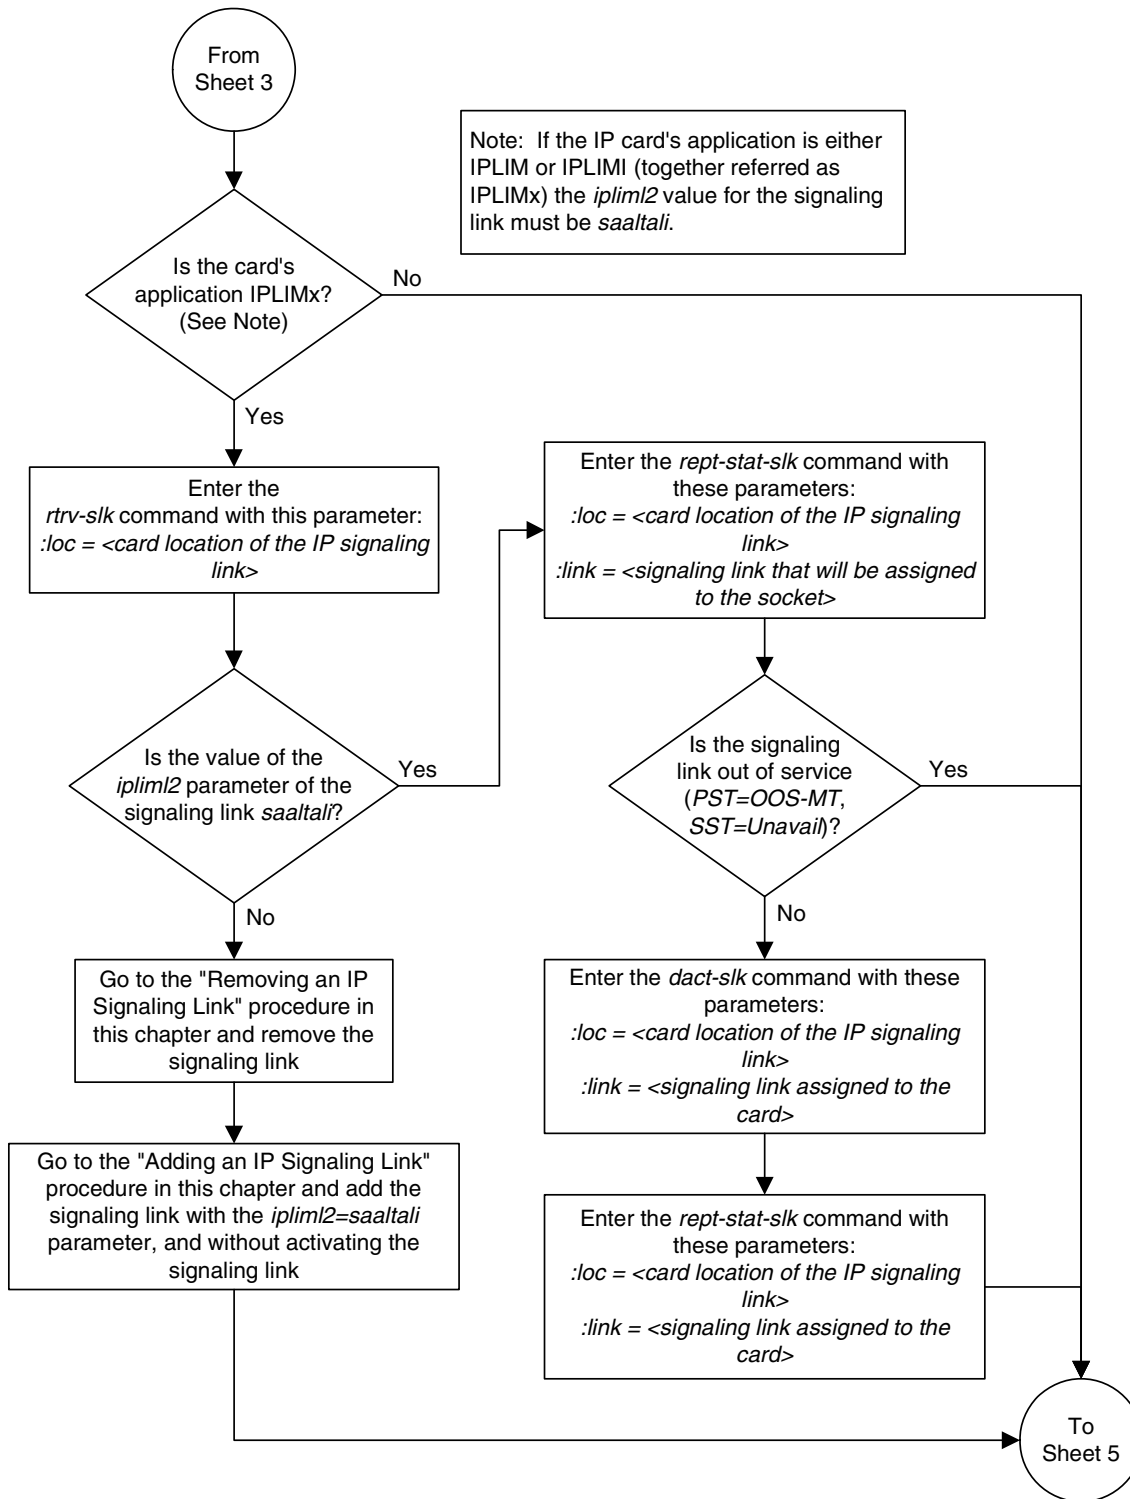 From
Sheet 3
Note:  If the IP card's application is either
IPLIM or IPLIMI (together referred as
IPLIMx) the ipliml2 value for the signaling
link must be saaltali.
Is the card's
application IPLIMx?
(See Note)
No
Yes
Enter the
rtrv-slk command with this parameter:
:loc = <card location of the IP signaling
link>
Is the value of the
ipliml2 parameter of the
signaling link saaltali?
Yes
No
Go to the "Removing an IP
Signaling Link" procedure in
this chapter and remove the
signaling link
Go to the "Adding an IP Signaling Link"
procedure in this chapter and add the
signaling link with the ipliml2=saaltali
parameter, and without activating the
signaling link
Enter the rept-stat-slk command with
these parameters:
:loc = <card location of the IP signaling
link>
:link = <signaling link that will be assigned
to the socket>
Is the signaling
link out of service
(PST=OOS-MT,
SST=Unavail)?
Yes
No
Enter the dact-slk command with these
parameters:
:loc = <card location of the IP signaling
link>
:link = <signaling link assigned to the
card>
Enter the rept-stat-slk command with
these parameters:
:loc = <card location of the IP signaling
link>
:link = <signaling link assigned to the
card>
To
Sheet 5